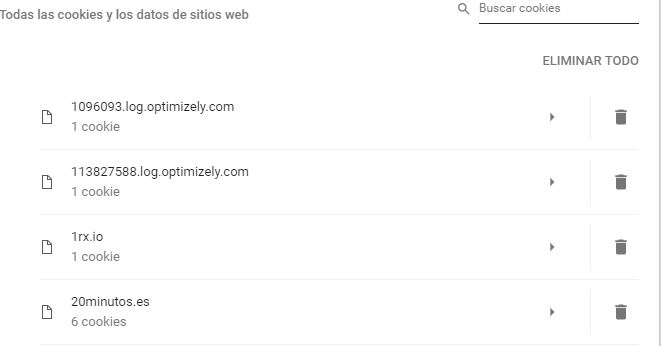 Todas las cookies y los datos de sitios web
Buscar cookies
ELIMINAR TODO
1096093.log.optimizely.com
1 cookie
113827588.log.optimizely.com
1 cookie
1rx.io
1 cookie
20minutos.es
6 cookies